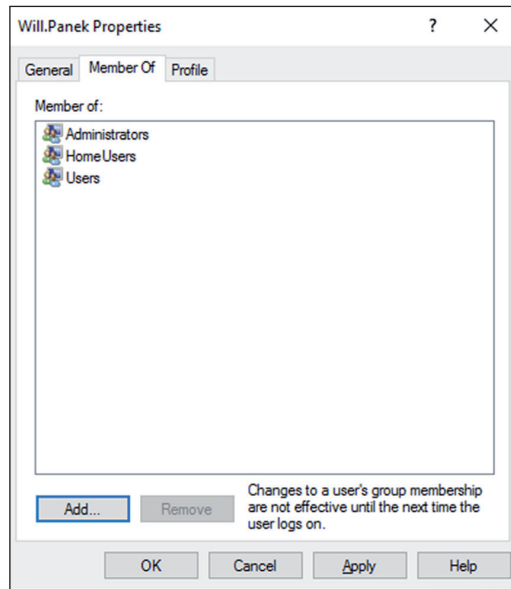 Will.Panek Properties
?
General
Member Of
Profile
Member of:
Administrators
HomeUsers
Users
Add...
Remove
Changes to a user's group membership
are not effective until the next time the
user logs on.
OK
Cancel
Apply
Help